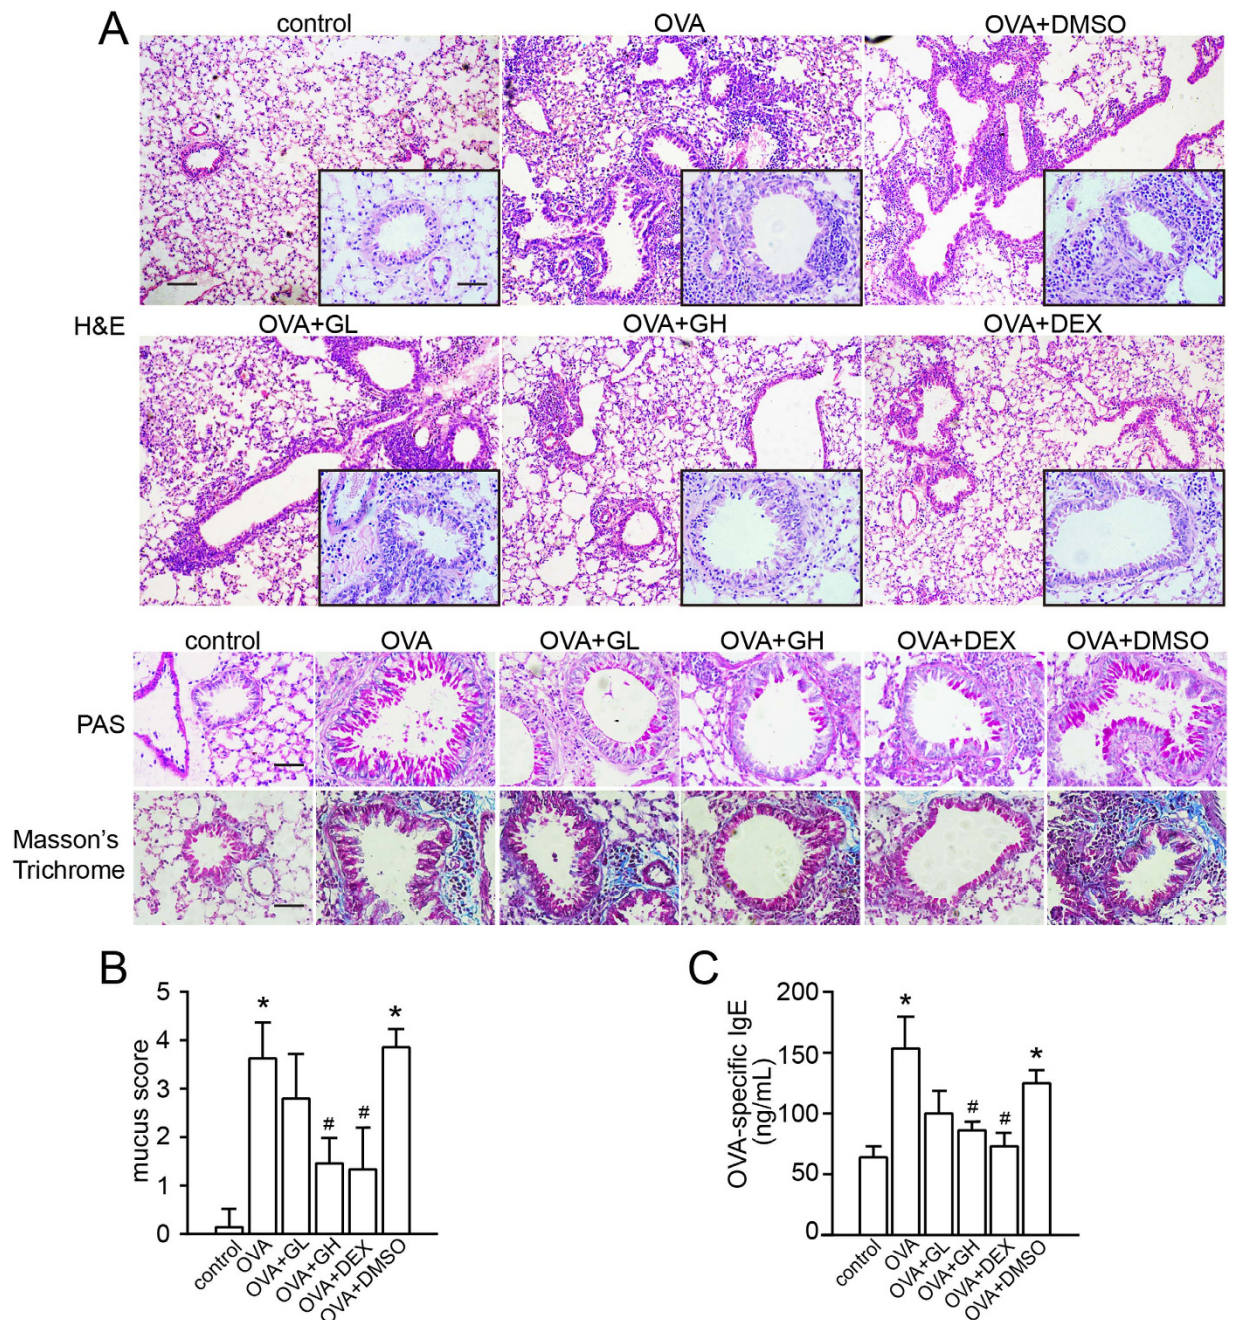 A
control
OVA
OVA+DMSO
H&E
OVA+GL
OVA+GH
OVA+DEX
control
OVA
OVA+GL
OVA+GH
OVA+DEX
OVA+DMSO
PAS
Masson's
Trichrome
B
mucus score
5
4
3
2
1
0
*
#
#
*
control
OVA
OVA+GL
OVA+GH
OVA+DEX
OVA+DMSO
C
OVA-specific IgE
(ng/mL)
200
150
100
50
0
*
#
#
*
control
OVA
OVA+GL
OVA+GH
OVA+DEX
OVA+DMSO